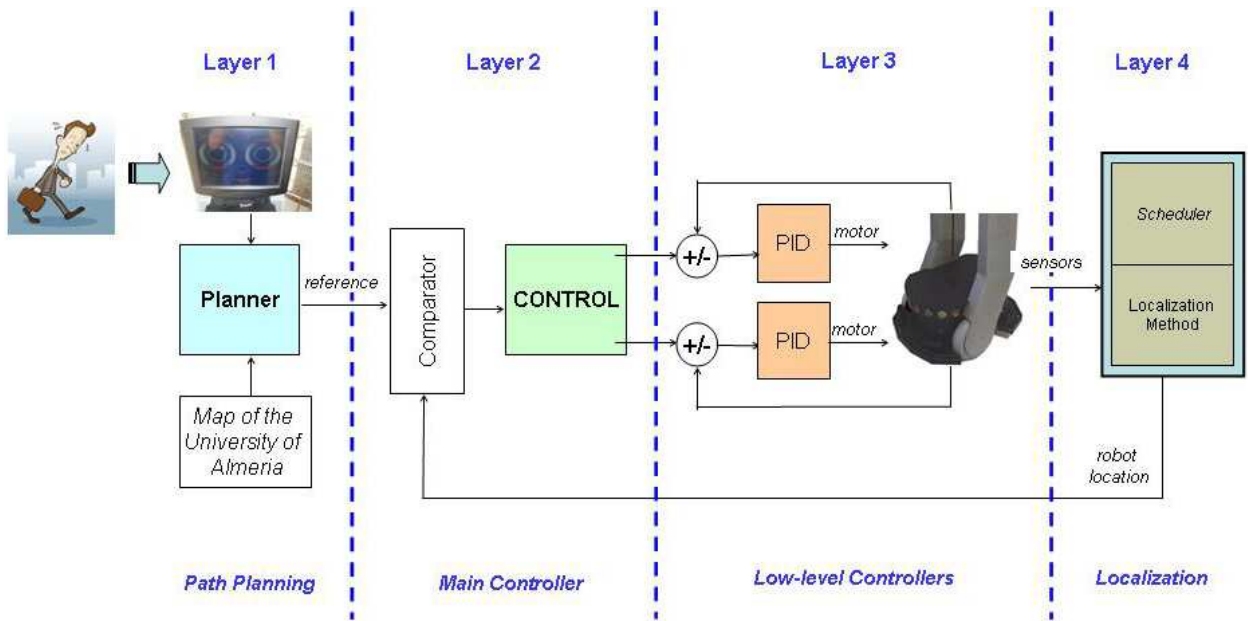 Layer 1
Layer 2
Layer 3
Layer 4
Planner
reference
Map of the
University of
Almeria
Comparator
CONTROL
+/-
PID
motor
+/-
PID
motor
sensors
Scheduler
Localization
Method
robot
location
Path Planning
Main Controller
Low-level Controllers
Localization